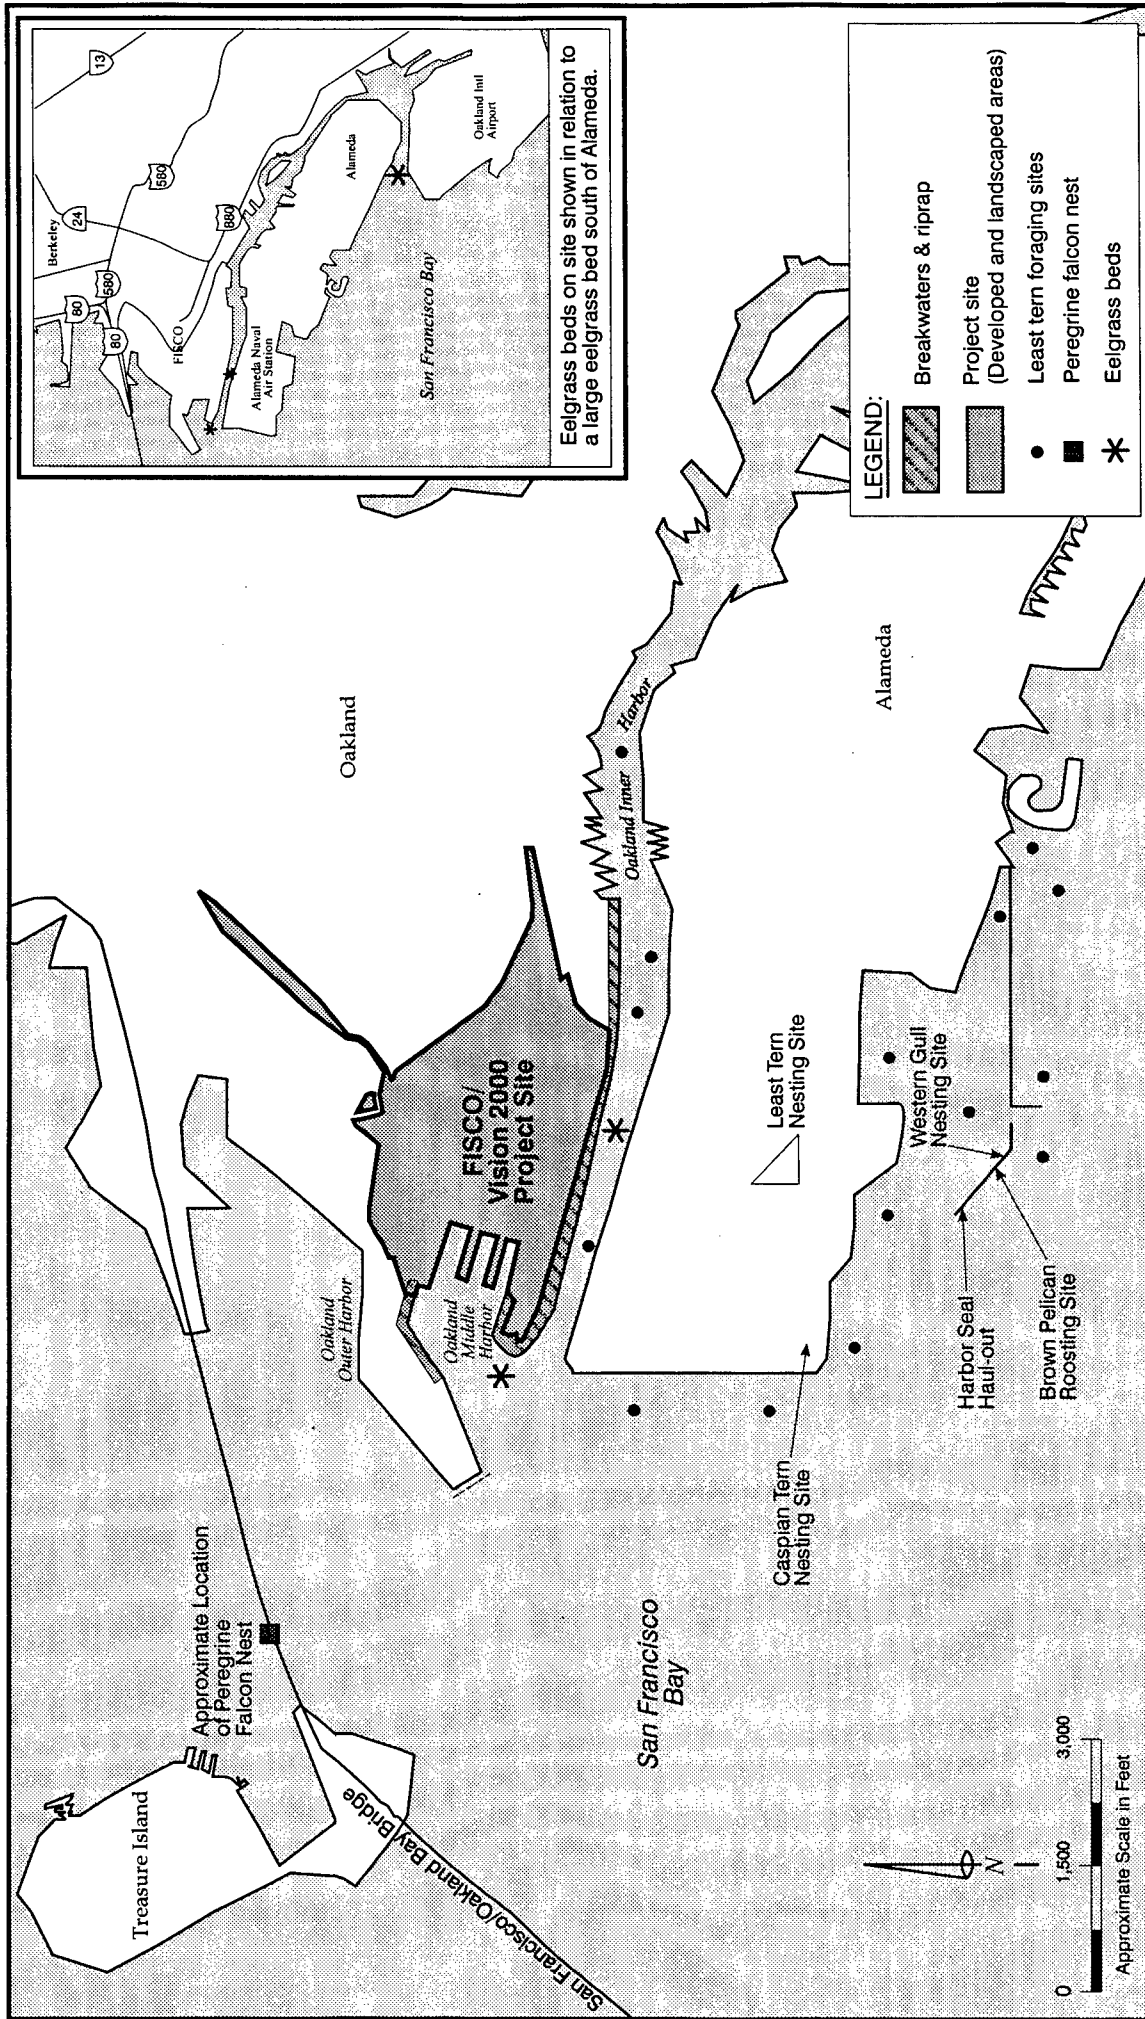 Treasure Island
Approximate Location
of Peregrine
Falcon Nest
San Francisco/Oakland Bay Bridge
San Francisco
Bay
Oakland
Outer Harbor
Oakland
Middle
Harbor
FISCO/
Vision 2000
Project Site
Oakland
Oakland Inner Harbor
Alameda
Least Tern
Nesting Site
Caspian Tern
Nesting Site
Western Gull
Nesting Site
Harbor Seal
Haul-out
Brown Pelican
Roosting Site
N
0
1,500
3,000
Approximate Scale in Feet
13
Berkeley
24
580
80
580
80
880
FISCO
Alameda Naval
Air Station
Alameda
Oakland Intl
Airport
San Francisco Bay
Eelgrass beds on site shown in relation to
a large eelgrass bed south of Alameda.
LEGEND:
Breakwaters & riprap
Project site
(Developed and landscaped areas)
Least tern foraging sites
Peregrine falcon nest
Eelgrass beds